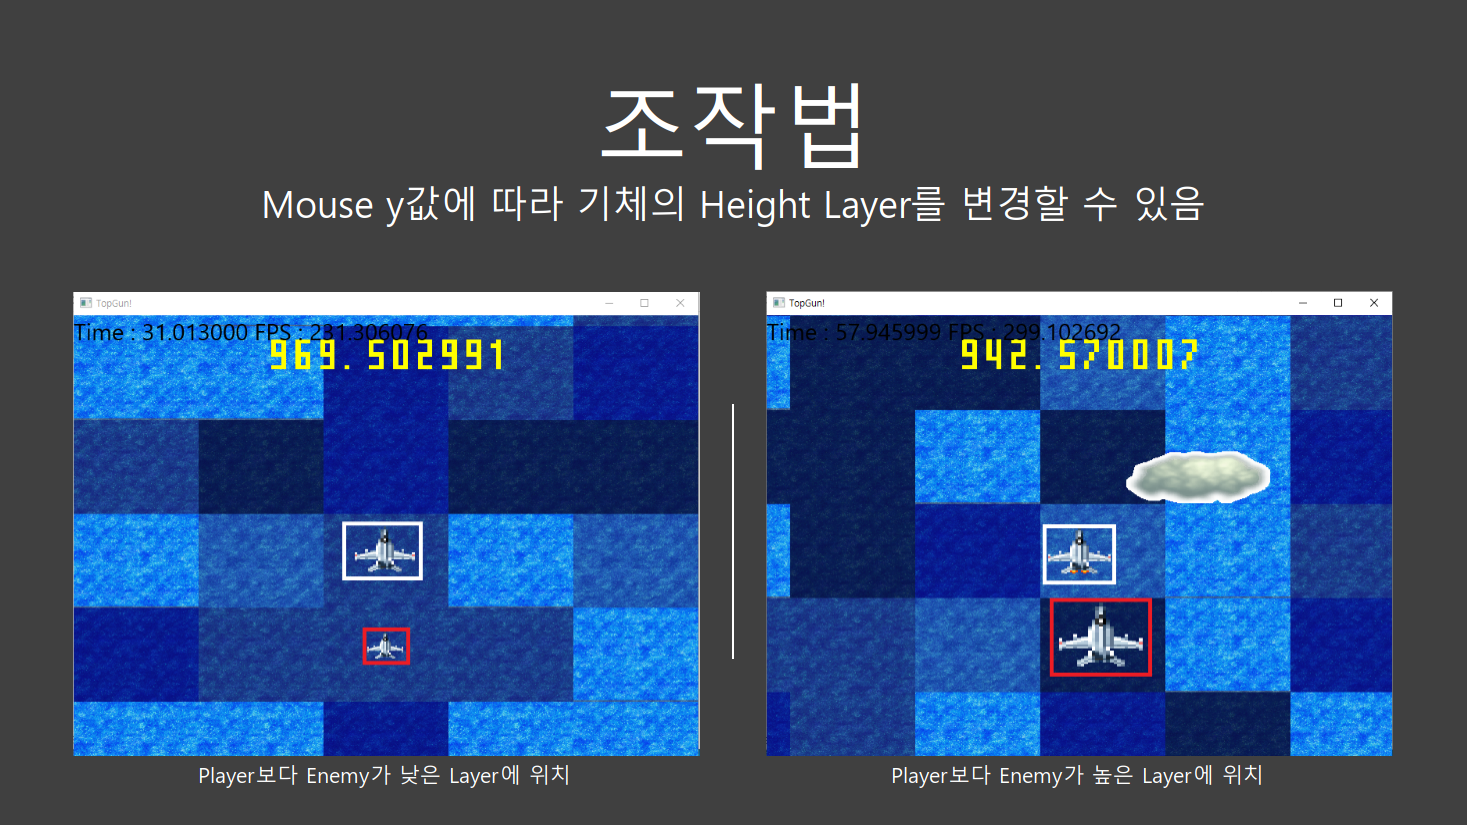 조작법
Mouse y값에 따라 기체의 Height Layer를 변경할 수 있음
TopGun!
Time : 31.013000 FPS : 231.306076
969.502991
Player보다 Enemy가 낮은 Layer에 위치
TopGun!
Time : 57.945999 FPS : 299.102692
942.570007
Player보다 Enemy가 높은 Layer에 위치